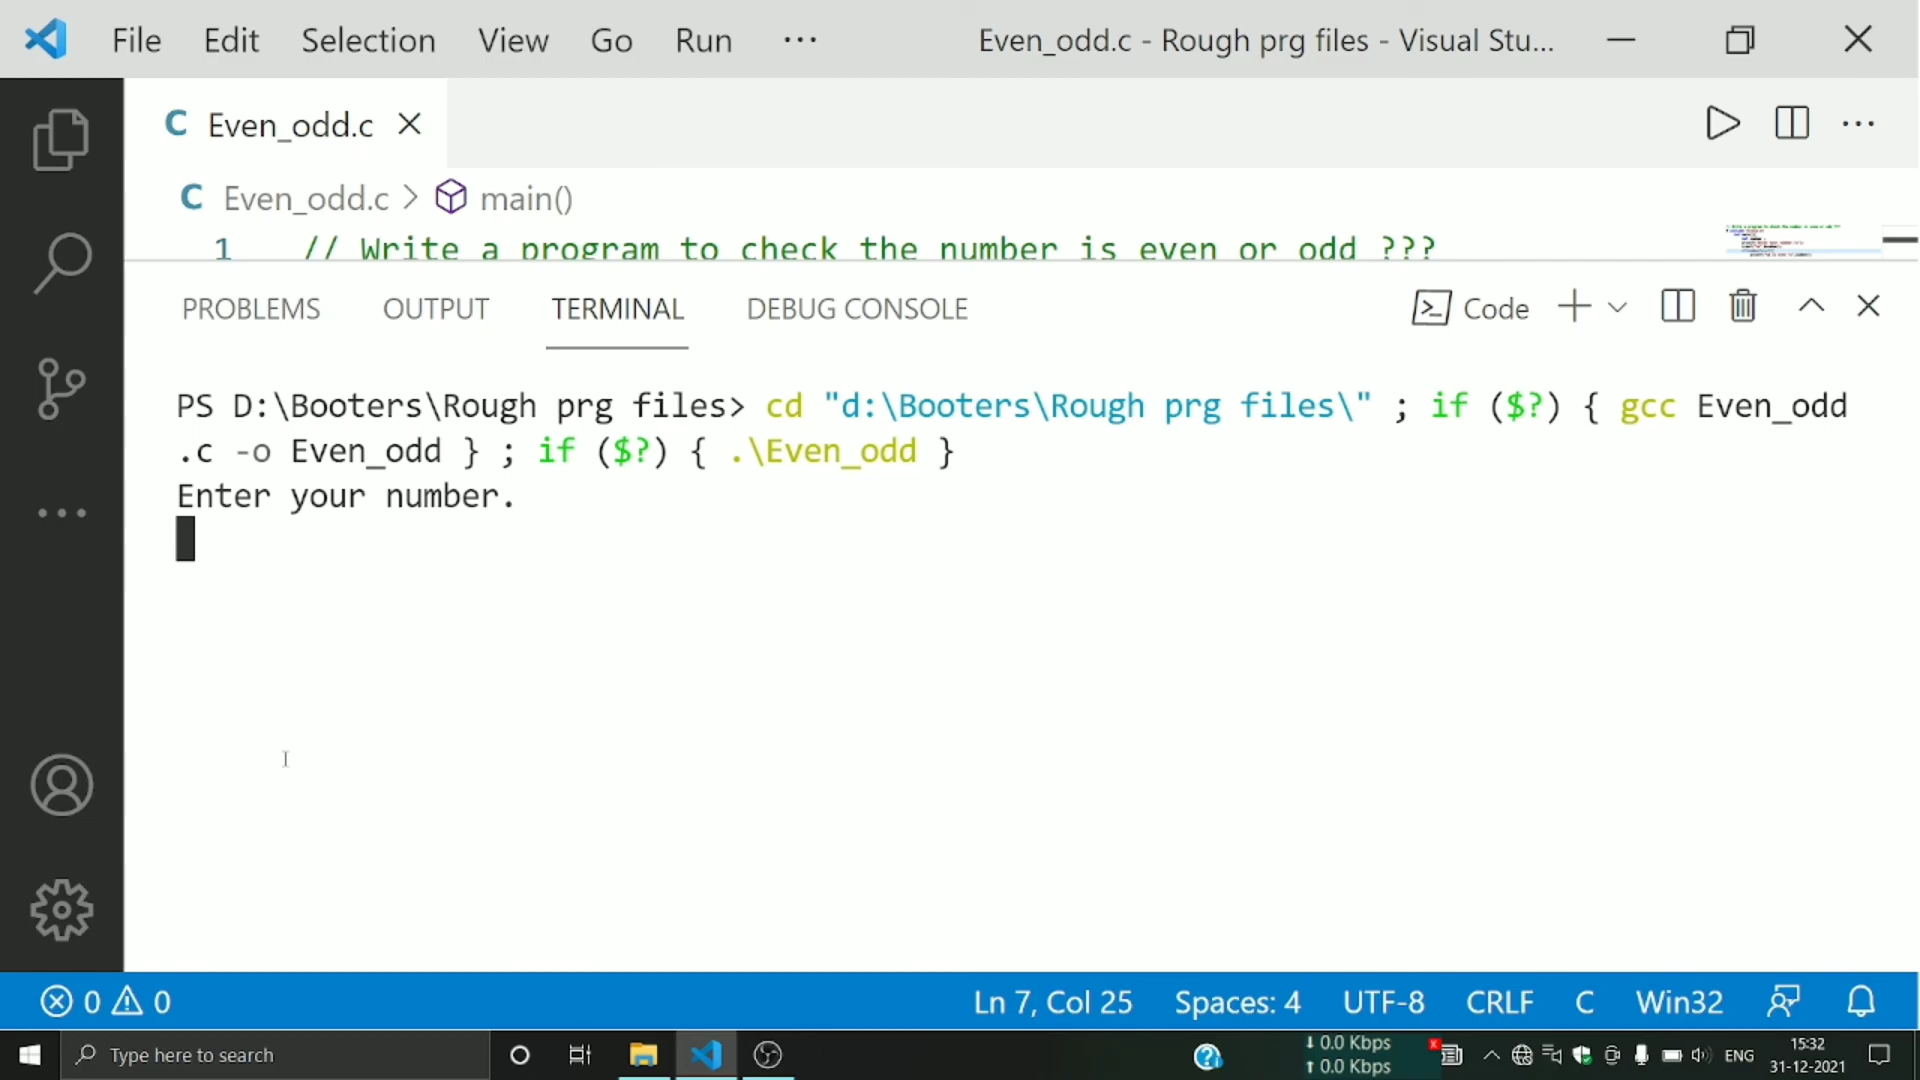 File Edit Selection View Go Run ··· Even_odd.c - Rough prg files - Visual Stu...
C Even_odd.c
C Even_odd.c > main()
1 // Write a program to check the number is even or odd ???
PROBLEMS OUTPUT TERMINAL DEBUG CONSOLE Code
PS D:\Booters\Rough prg files> cd "d:\Booters\Rough prg files\" ; if ($?) { gcc Even_odd
.c -o Even_odd } ; if ($?) { .\Even_odd }
Enter your number.
0 0 Ln 7, Col 25 Spaces: 4 UTF-8 CRLF C Win32
Type here to search
↓ 0.0 Kbps
↑ 0.0 Kbps
ENG
15:32
31-12-2021